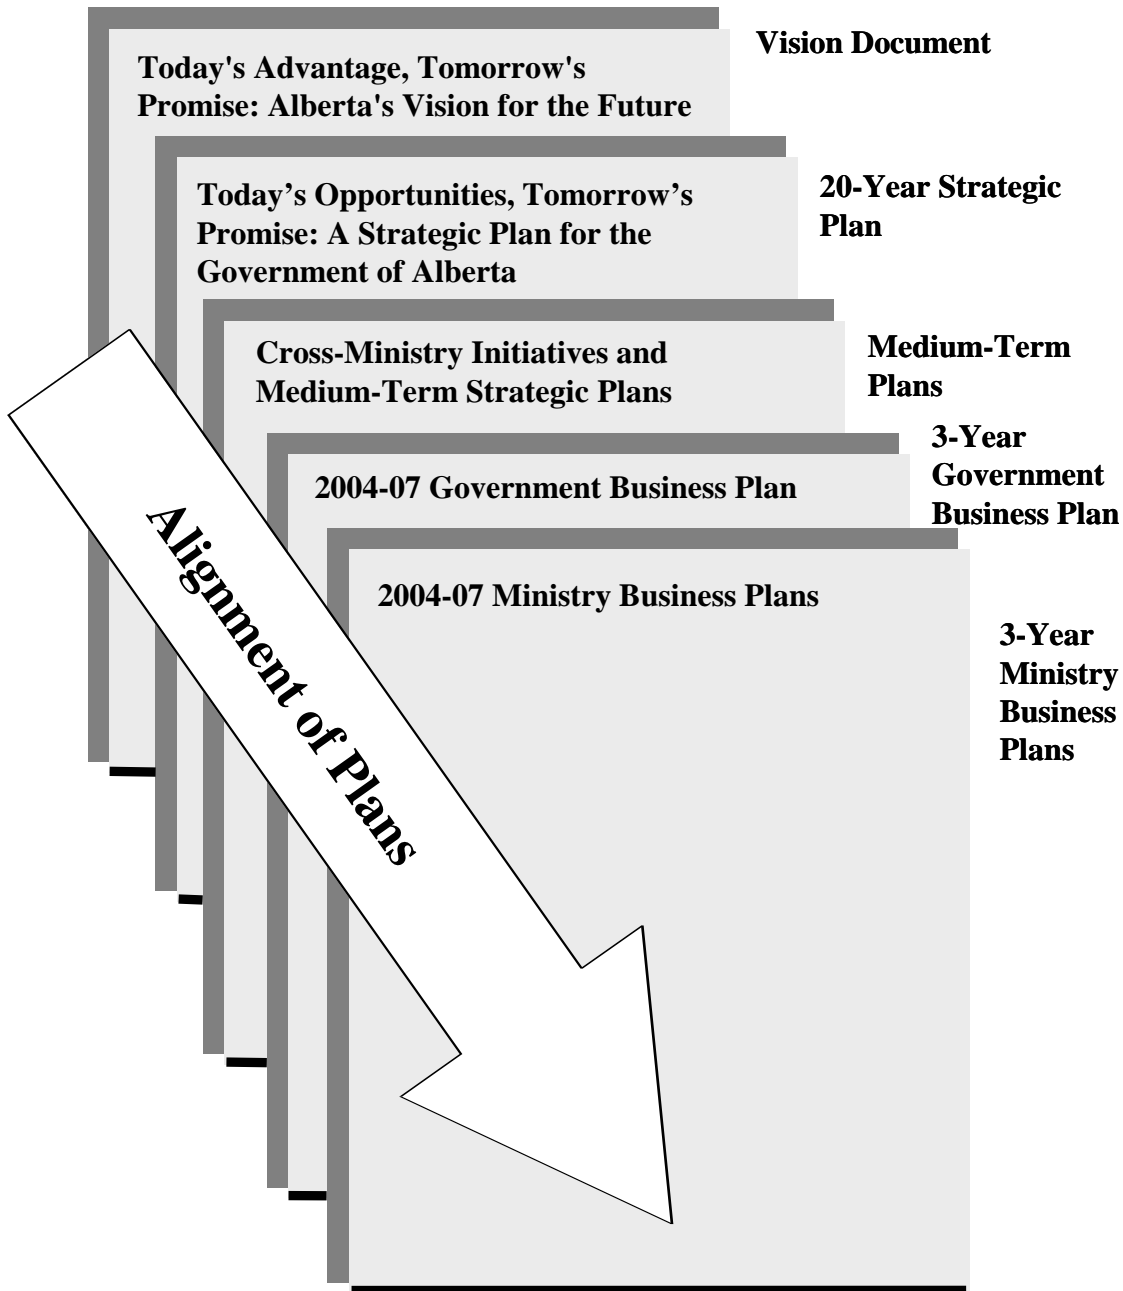 Vision Document
Today's Advantage, Tomorrow's
Promise: Alberta's Vision for the Future
20-Year Strategic
Plan
Today’s Opportunities, Tomorrow’s
Promise: A Strategic Plan for the
Government of Alberta
Medium-Term
Plans
Cross-Ministry Initiatives and
Medium-Term Strategic Plans
3-Year
Government
Business Plan
2004-07 Government Business Plan
2004-07 Ministry Business Plans
3-Year
Ministry
Business
Plans
Alignment of Plans